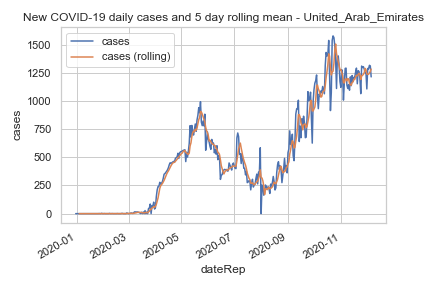 New COVID-19 daily cases and 5 day rolling mean - United_Arab_Emirates
cases
cases (rolling)
1500
1250
1000
750
500
250
0
cases
2020-01
2020-03
2020-05
2020-07
2020-09
2020-11
dateRep